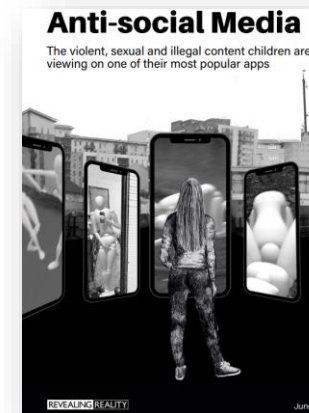 Anti-social Media
The violent, sexual and illegal content children are
viewing on one of their most popular apps
REVEALING REALITY